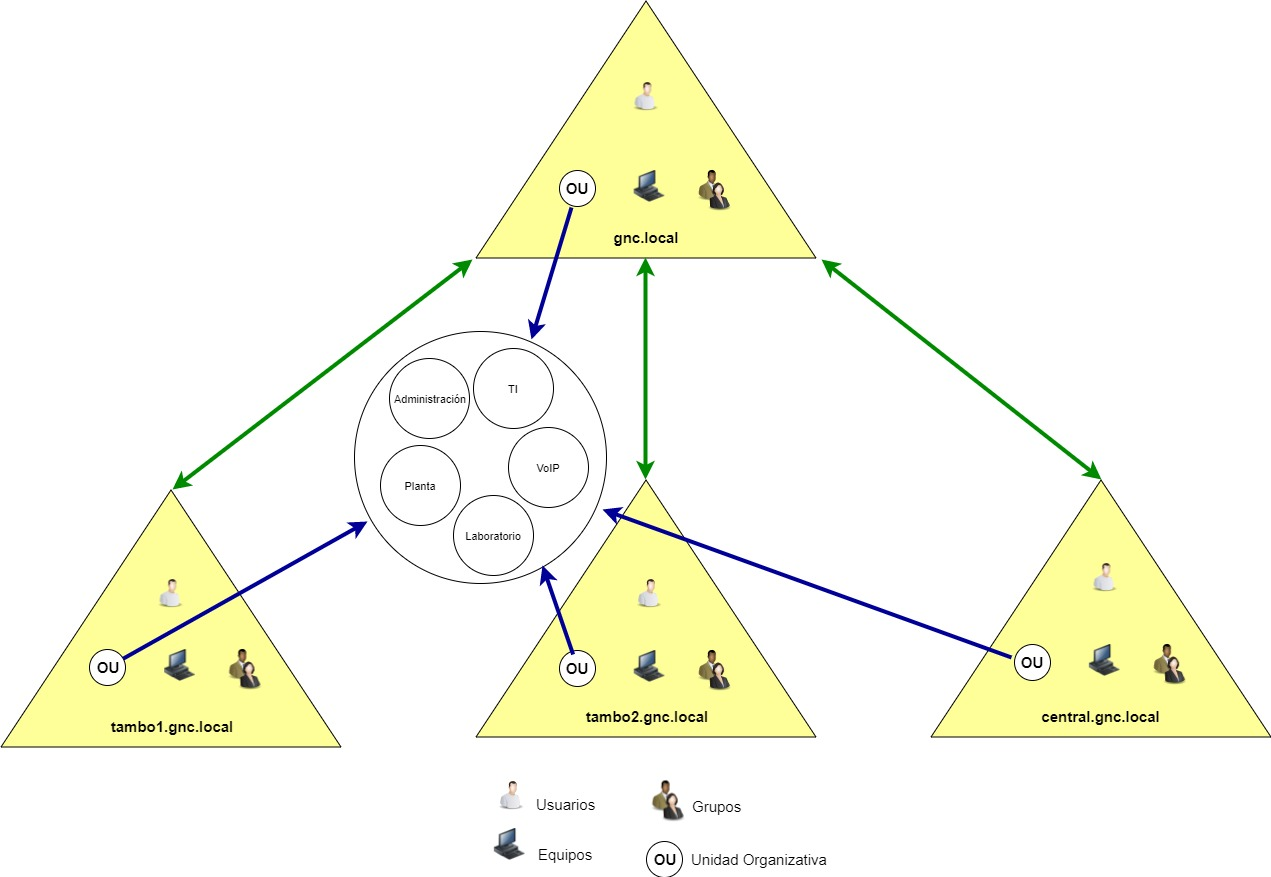 OU
gnc.local
Administración
TI
Planta
VoIP
Laboratorio
OU
tambo1.gnc.local
OU
tambo2.gnc.local
OU
central.gnc.local
Usuarios
Grupos
Equipos
OU Unidad Organizativa